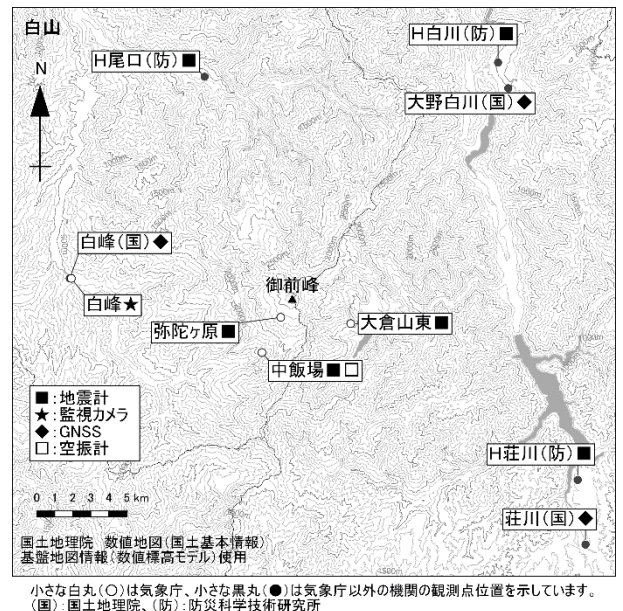 白山
N
H尾口(防)■
H白川(防)■
大野白川(国)◆
白峰(国)◆
白峰★
御前峰
弥陀ヶ原■
大倉山東■
中飯場■□
■:地震計
★:監視カメラ
◆:GNSS
□:空振計
H荘川(防)■
荘川(国)◆
0 1 2 3 4 5 km
国土地理院 数値地図(国土基本情報)
基盤地図情報(数値標高モデル)使用
小さな白丸(○)は気象庁、小さな黒丸(●)は気象庁以外の機関の観測点位置を示しています。
(国):国土地理院、(防):防災科学技術研究所